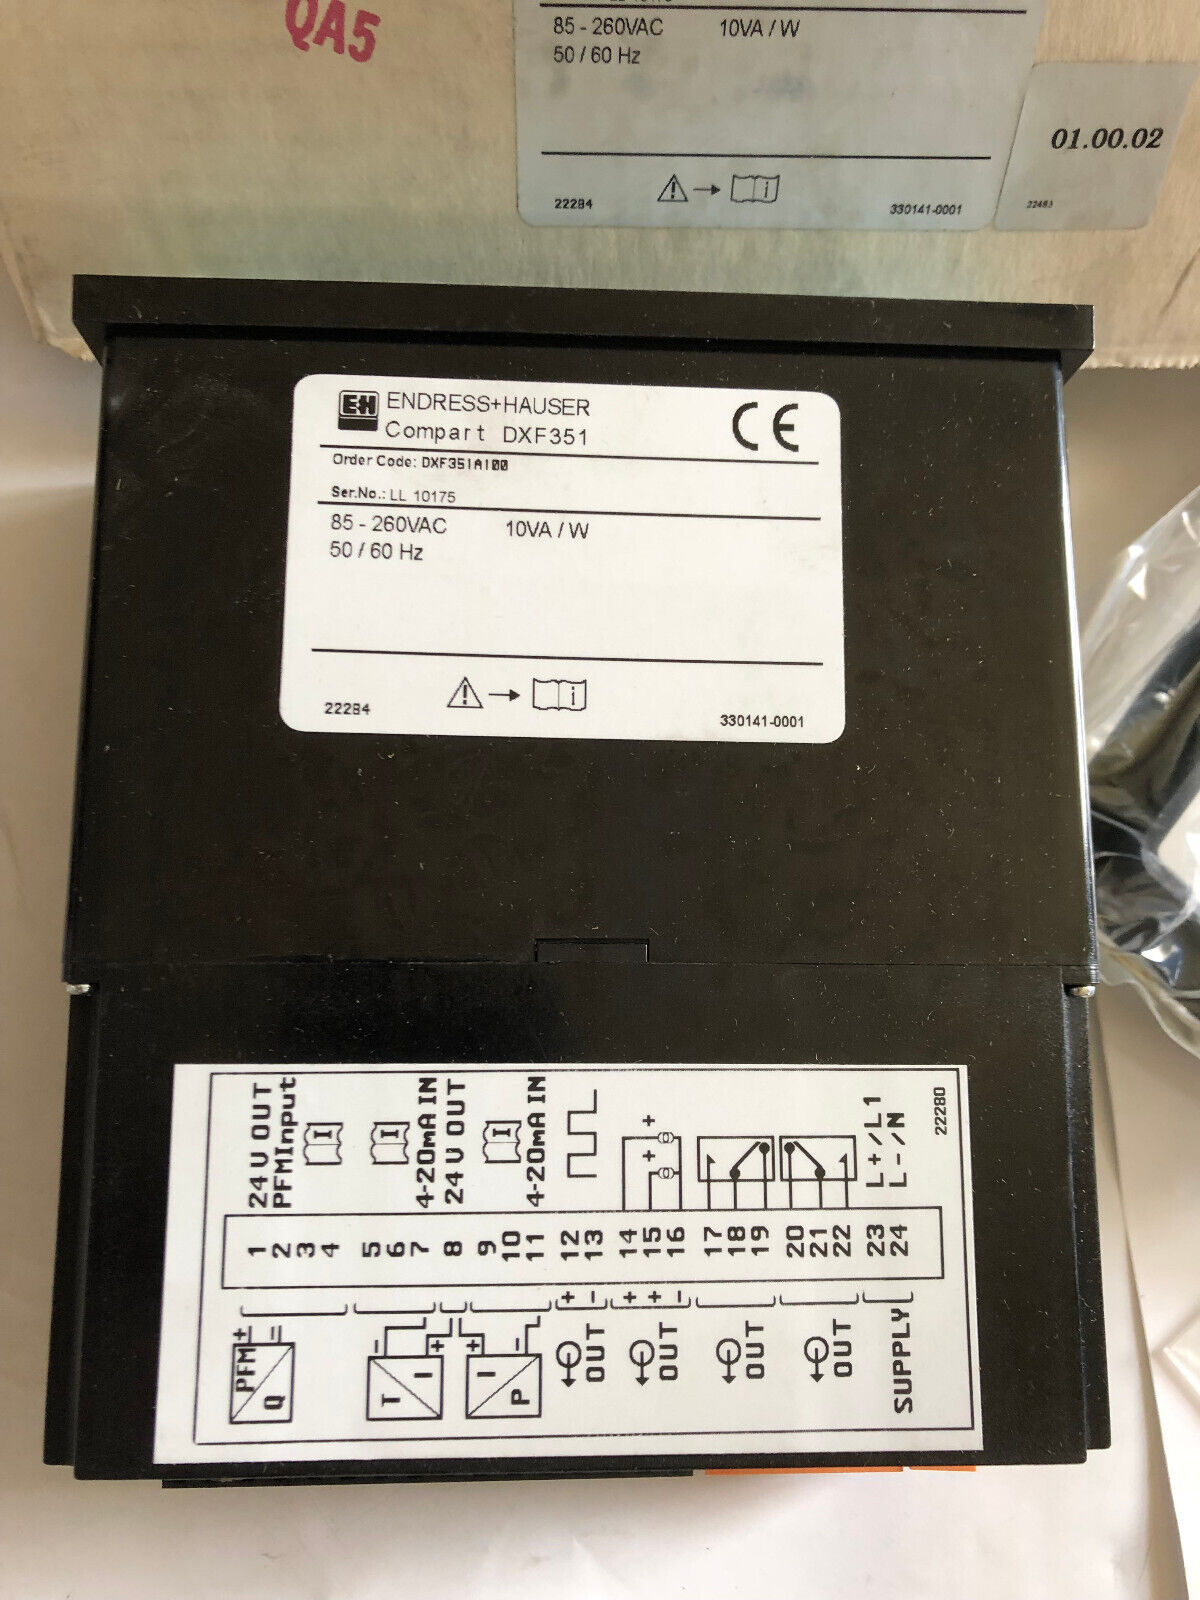 QA5
85 - 260VAC 10VA / W
50 / 60 Hz
22284 330141-0001
01.00.02
22483
E+H ENDRESS+HAUSER
Compart DXF351
CE
Order Code: DXF351A100
Ser.No.: LL 10175
85 - 260VAC 10VA / W
50 / 60 Hz
i
22284 330141-0001
24V OUT
PFMInput
I
I
4-20mA IN
24V OUT
I
4-20mA IN
+
+
L+/L1
L-/N
22280
1 2 3 4 5 6 7 8 9 10 11 12 13 14 15 16 17 18 19 20 21 22 23 24
PFM + =
Q
T I - +
I P + -
+ -
OUT
+ + -
OUT
OUT
OUT
SUPPLY